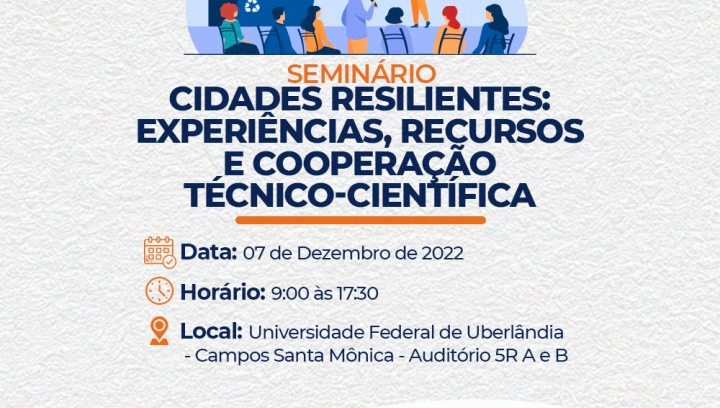 SEMINÁRIO
CIDADES RESILIENTES:
EXPERIÊNCIAS, RECURSOS
E COOPERAÇÃO
TÉCNICO-CIENTÍFICA
Data: 07 de Dezembro de 2022
Horário: 9:00 às 17:30
Local: Universidade Federal de Uberlândia
- Campos Santa Mônica - Auditório 5R A e B